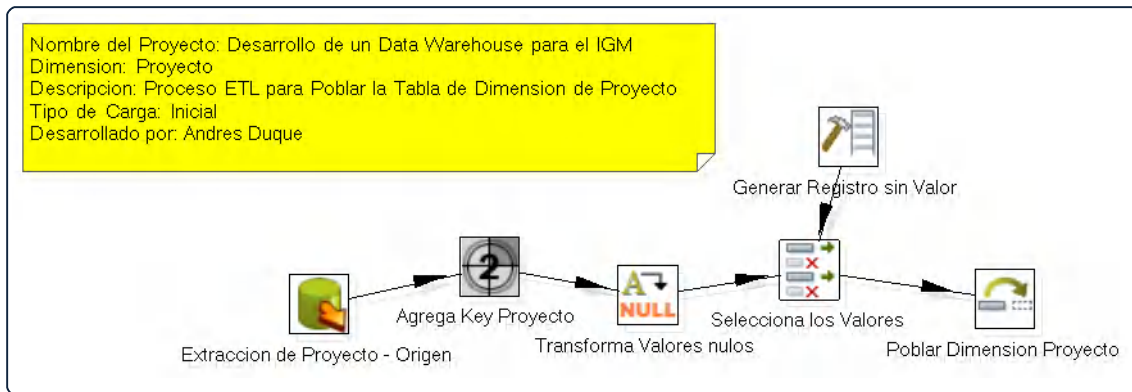 Nombre del Proyecto: Desarrollo de un Data Warehouse para el IGM
Dimension: Proyecto
Descripcion: Proceso ETL para Poblar la Tabla de Dimension de Proyecto
Tipo de Carga: Inicial
Desarrollado por: Andres Duque
Generar Registro sin Valor
2
Agrega Key Proyecto
A
NULL
Transforma Valores nulos
Selecciona los Valores
Extraccion de Proyecto - Origen
Poblar Dimension Proyecto